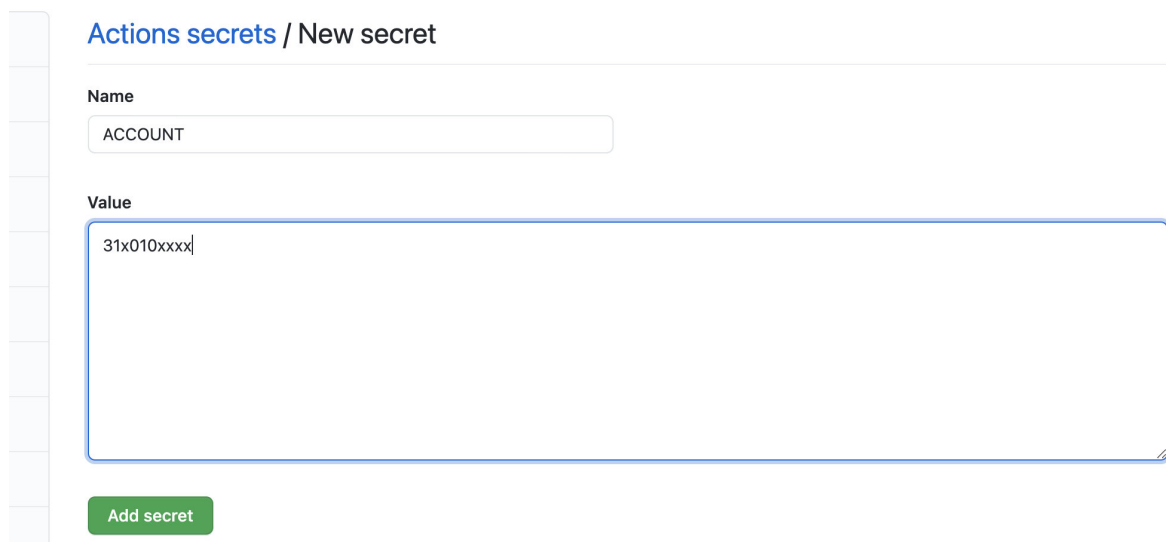 Actions secrets / New secret
Name
ACCOUNT
Value
31x010xxxx
Add secret